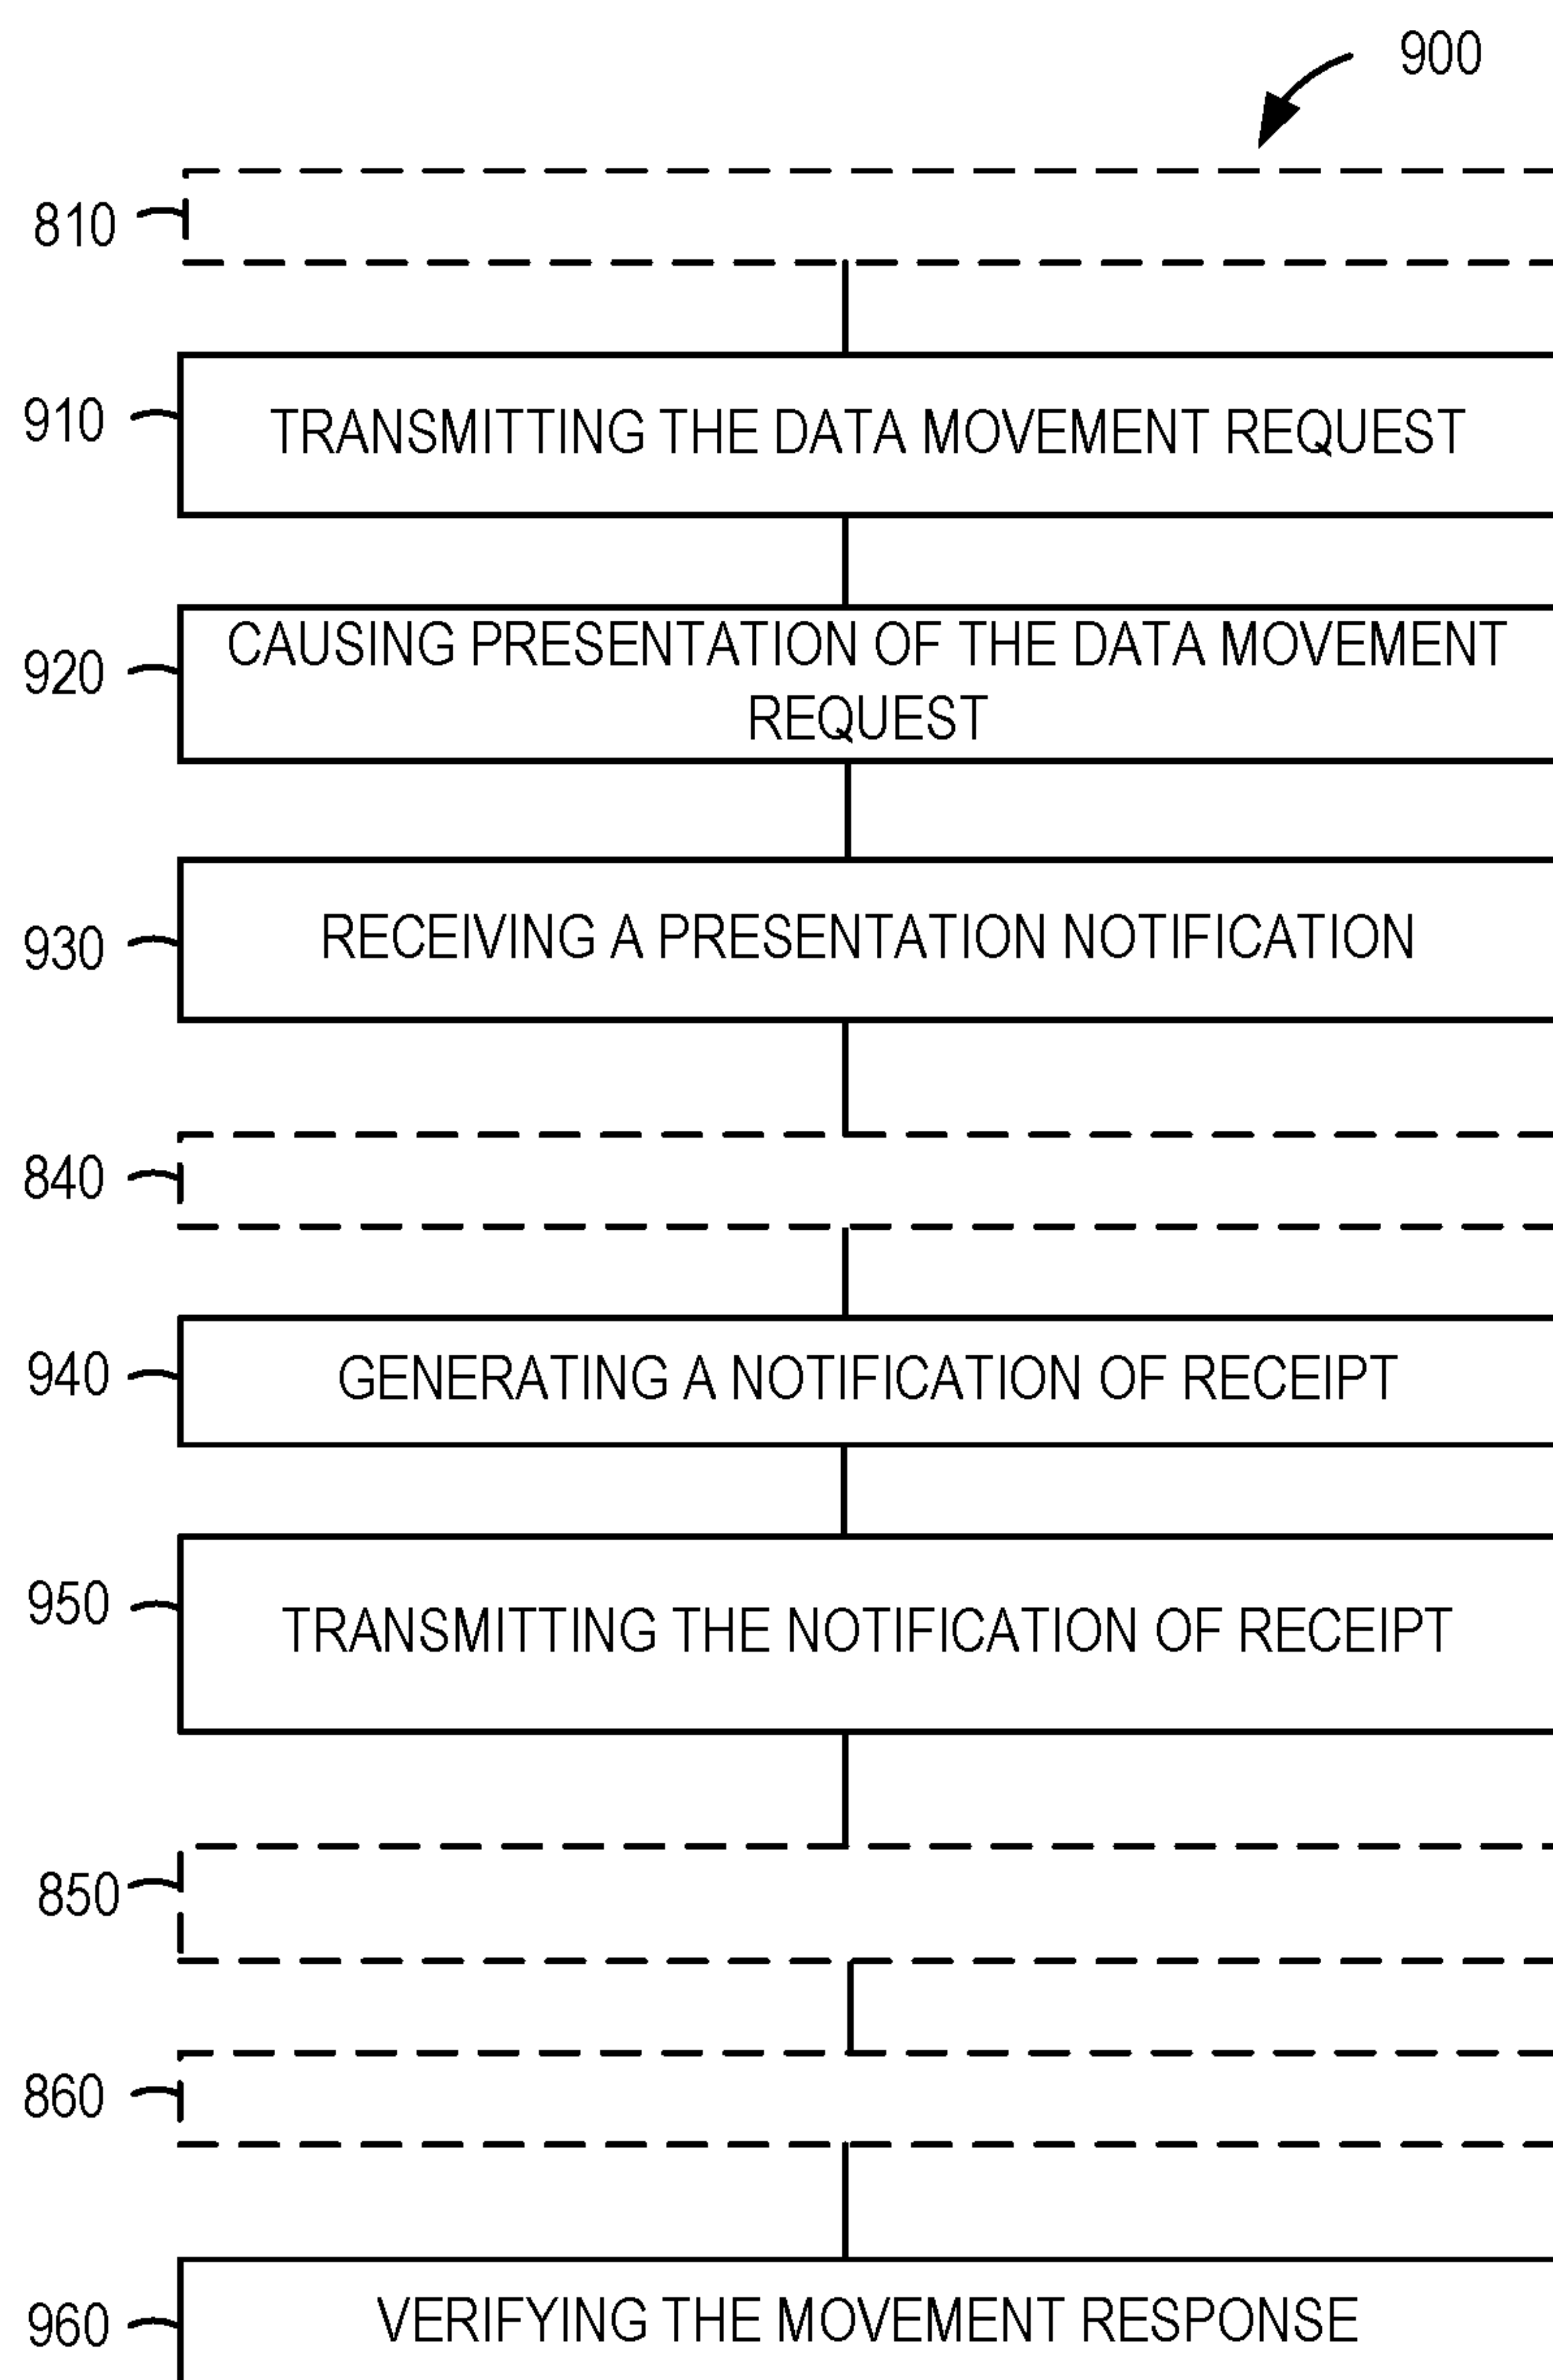 900
810
910 TRANSMITTING THE DATA MOVEMENT REQUEST
920 CAUSING PRESENTATION OF THE DATA MOVEMENT
REQUEST
930 RECEIVING A PRESENTATION NOTIFICATION
840
940 GENERATING A NOTIFICATION OF RECEIPT
950 TRANSMITTING THE NOTIFICATION OF RECEIPT
850
860
960 VERIFYING THE MOVEMENT RESPONSE